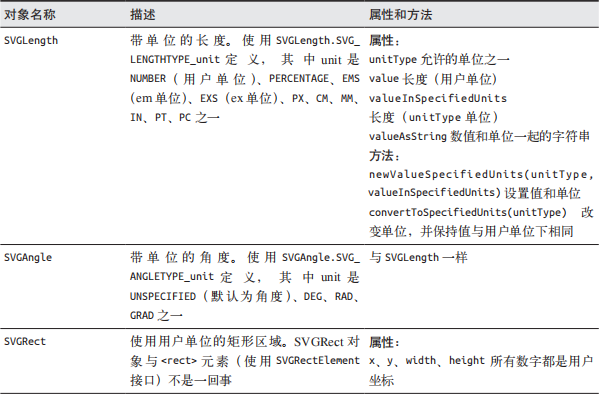 对象名称 描述 属性和方法
SVGLength
带单位的长度。使用 SVGLength.SVG_
LENGTHTYPE_unit 定义，其中 unit 是
NUMBER（用户单位）、PERCENTAGE、EMS
(em 单位)、EXS（ex 单位）、PX、CM、MM、
IN、PT、PC 之一
属性：
unitType 允许的单位之一
value 长度（用户单位）
valueInSpecifiedUnits
长度（unitType 单位）
valueAsString 数值和单位一起的字符串
方法：
newValueSpecifiedUnits(unitType,
valueInSpecifiedUnits) 设置值和单位
convertToSpecifiedUnits(unitType) 改
变单位，并保持值与用户单位下相同
SVGAngle
带单位的角度。使用 SVGAngle.SVG_
ANGLETYPE_unit 定义，其中 unit 是
UNSPECIFIED（默认为角度）、DEG、RAD、
GRAD 之一
与 SVGLength 一样
SVGRect
使用用户单位的矩形区域。SVGRect 对
象与 <rect> 元素（使用 SVGRectElement
接口）不是一回事
属性：
x、y、width、height 所有数字都是用户
坐标